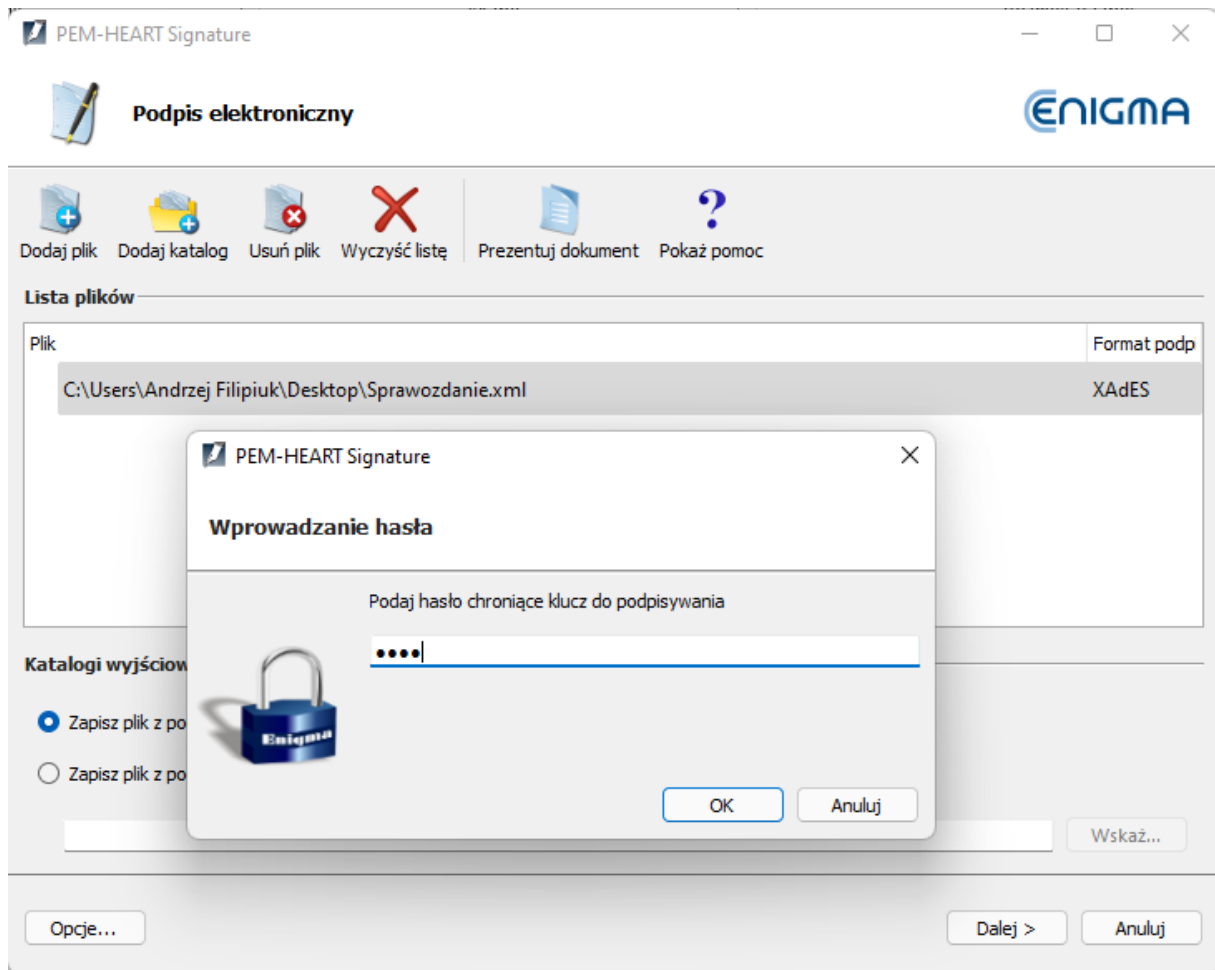 PEM-HEART Signature
Podpis elektroniczny
ENIGMA
Dodaj plik
Dodaj katalog
Usuń plik
Wyczyść listę
Prezentuj dokument
Pokaż pomoc
Lista plików
Plik
Format podp
C:\Users\Andrzej Filipiuk\Desktop\Sprawozdanie.xml
XAdES
PEM-HEART Signature
Wprowadzanie hasła
Podaj hasło chroniące klucz do podpisywania
••••
Enigma
OK
Anuluj
Katalogi wyjściow
Zapisz plik z po
Zapisz plik z po
Wskaż...
Opcje...
Dalej >
Anuluj